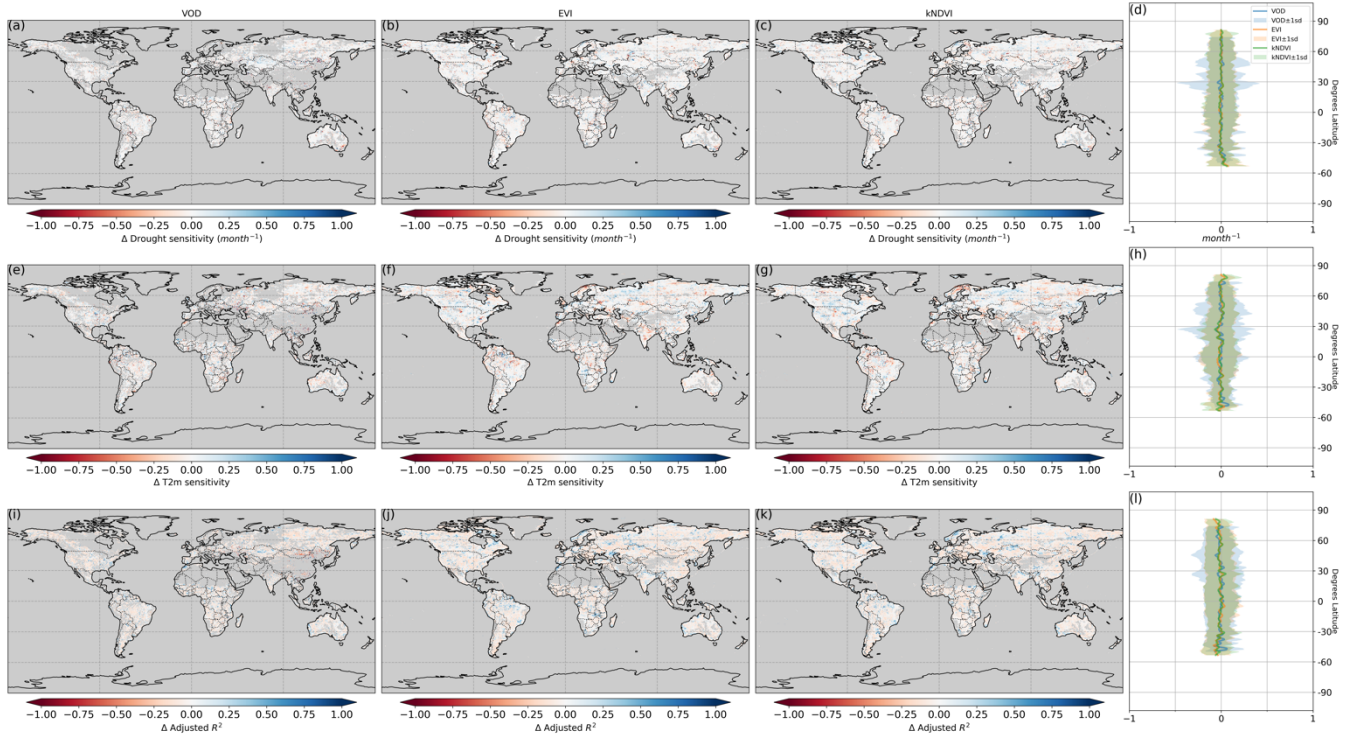 VOD
EVI
kNDVI
(a)
(b)
(c)
(d)
VOD
VOD±1sd
EVI
EVI±1sd
kNDVI
kNDVI±1sd
90
60
30
0
-30
-60
-90
Degrees Latitude
−1.00 −0.75 −0.50 −0.25 0.00 0.25 0.50 0.75 1.00
Δ Drought sensitivity (month⁻¹)
−1.00 −0.75 −0.50 −0.25 0.00 0.25 0.50 0.75 1.00
Δ Drought sensitivity (month⁻¹)
−1.00 −0.75 −0.50 −0.25 0.00 0.25 0.50 0.75 1.00
Δ Drought sensitivity (month⁻¹)
−1 0 1
month⁻¹
(e)
(f)
(g)
(h)
90
60
30
0
-30
-60
-90
Degrees Latitude
−1.00 −0.75 −0.50 −0.25 0.00 0.25 0.50 0.75 1.00
Δ T2m sensitivity
−1.00 −0.75 −0.50 −0.25 0.00 0.25 0.50 0.75 1.00
Δ T2m sensitivity
−1.00 −0.75 −0.50 −0.25 0.00 0.25 0.50 0.75 1.00
Δ T2m sensitivity
−1 0 1
(i)
(j)
(k)
(l)
90
60
30
0
-30
-60
-90
Degrees Latitude
−1.00 −0.75 −0.50 −0.25 0.00 0.25 0.50 0.75 1.00
Δ Adjusted R²
−1.00 −0.75 −0.50 −0.25 0.00 0.25 0.50 0.75 1.00
Δ Adjusted R²
−1.00 −0.75 −0.50 −0.25 0.00 0.25 0.50 0.75 1.00
Δ Adjusted R²
−1 0 1